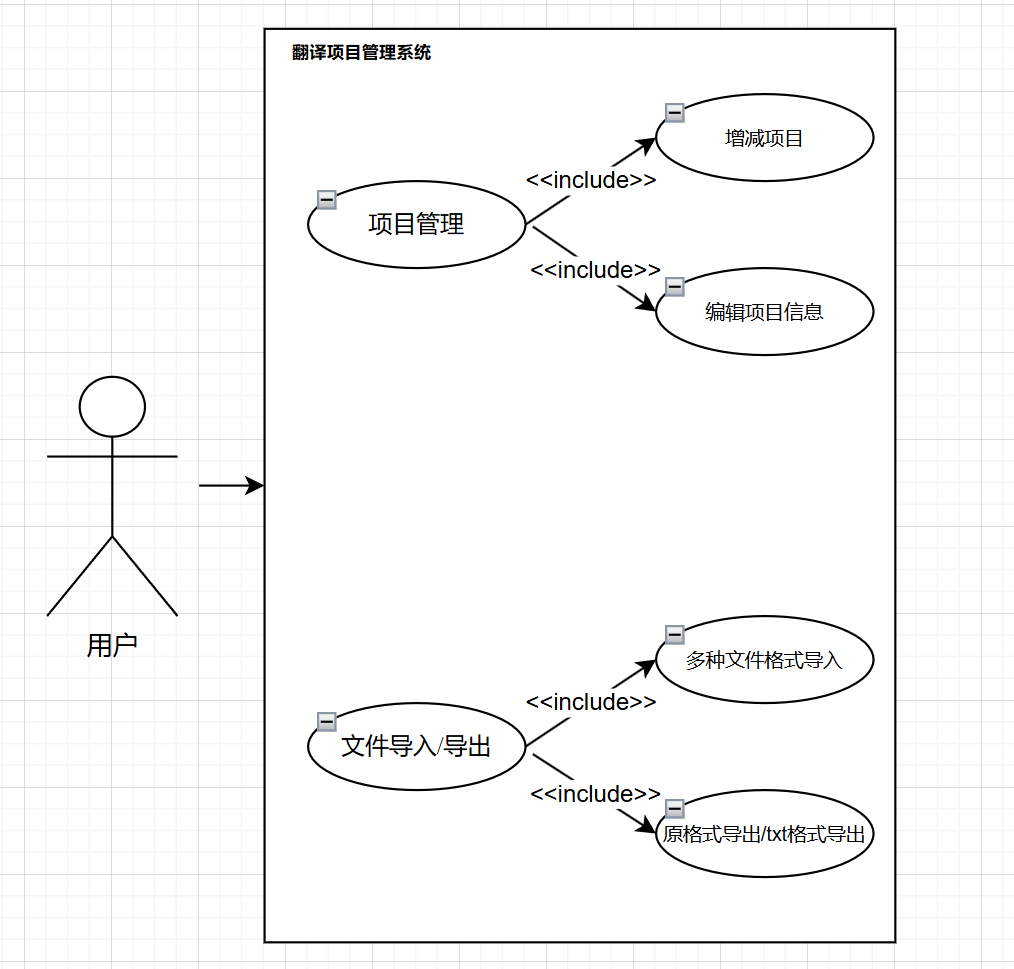 翻译项目管理系统
增减项目
<<include>>
项目管理
<<include>>
编辑项目信息
用户
多种文件格式导入
<<include>>
文件导入/导出
<<include>>
原格式导出/txt格式导出